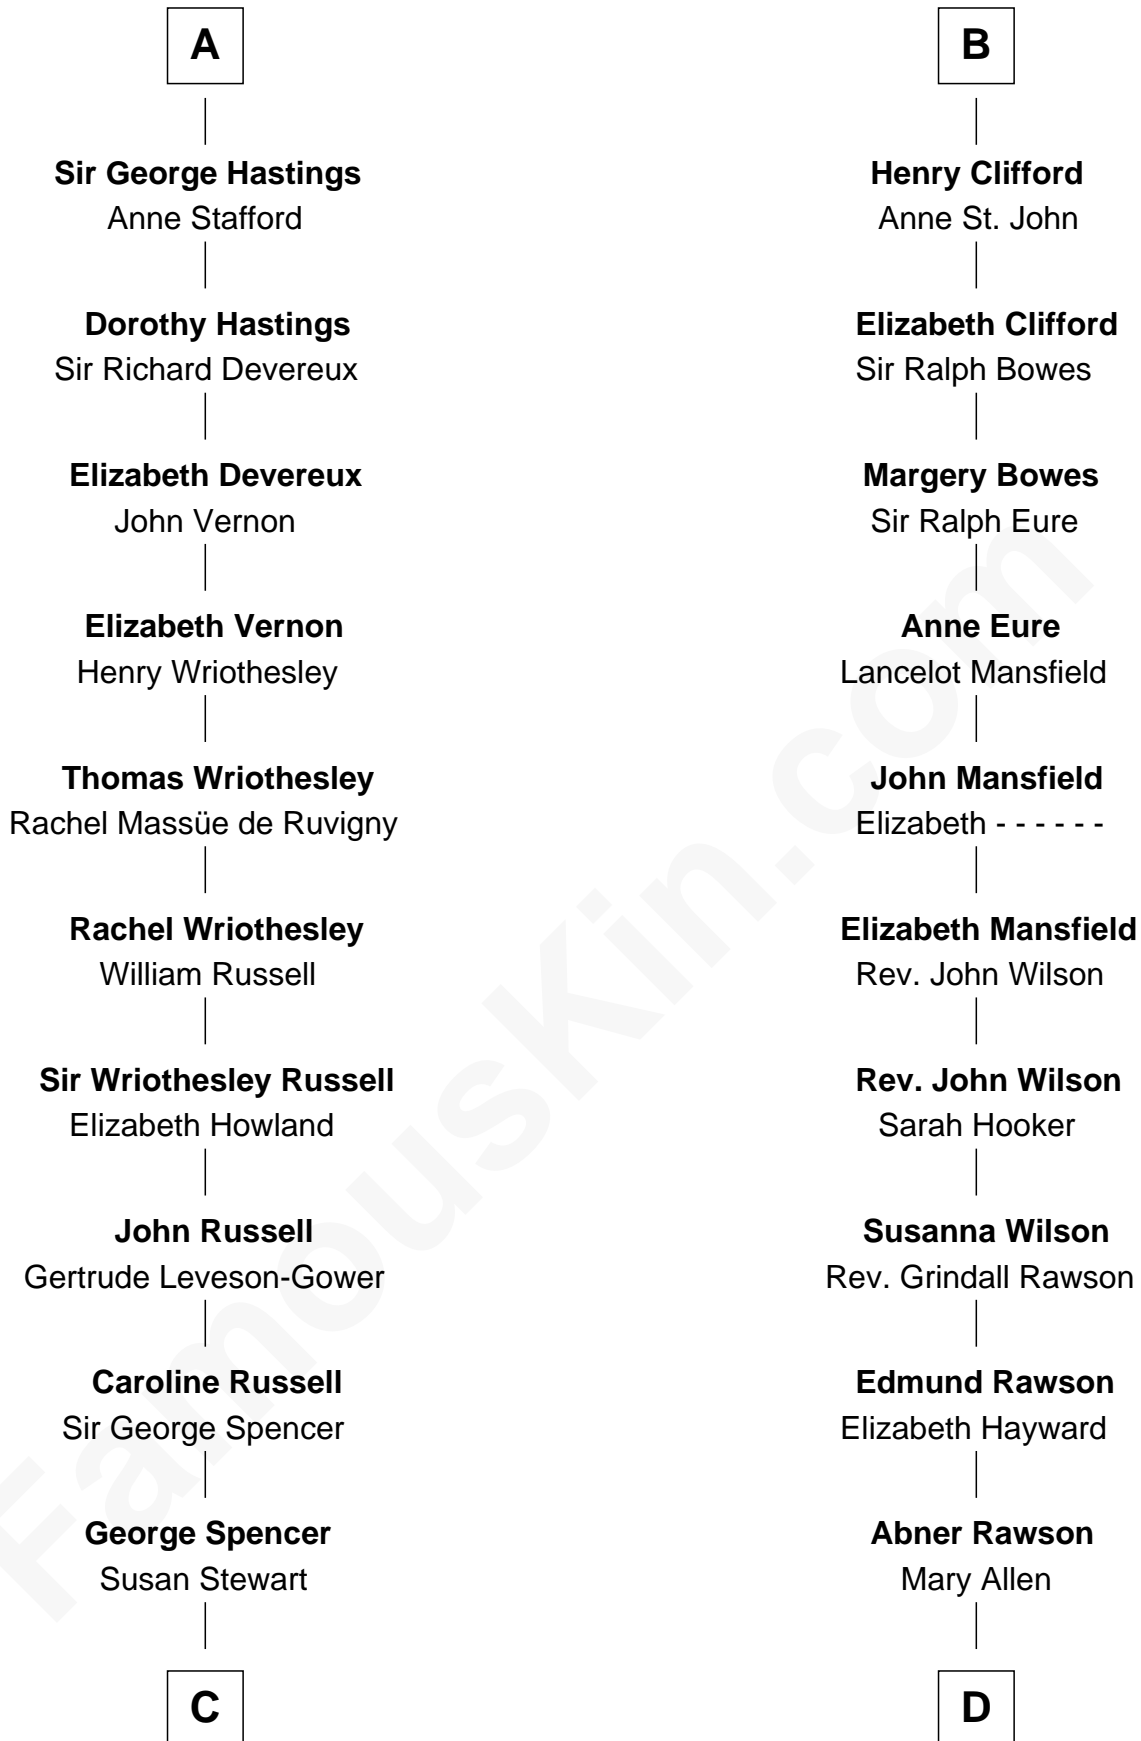 A
Sir George Hastings
Anne Stafford
Dorothy Hastings
Sir Richard Devereux
Elizabeth Devereux
John Vernon
Elizabeth Vernon
Henry Wriothesley
Thomas Wriothesley
Rachel Massüe de Ruvigny
Rachel Wriothesley
William Russell
Sir Wriothesley Russell
Elizabeth Howland
John Russell
Gertrude Leveson-Gower
Caroline Russell
Sir George Spencer
George Spencer
Susan Stewart
C
B
Henry Clifford
Anne St. John
Elizabeth Clifford
Sir Ralph Bowes
Margery Bowes
Sir Ralph Eure
Anne Eure
Lancelot Mansfield
John Mansfield
Elizabeth - - - - - -
Elizabeth Mansfield
Rev. John Wilson
Rev. John Wilson
Sarah Hooker
Susanna Wilson
Rev. Grindall Rawson
Edmund Rawson
Elizabeth Hayward
Abner Rawson
Mary Allen
D
FamousKin.com